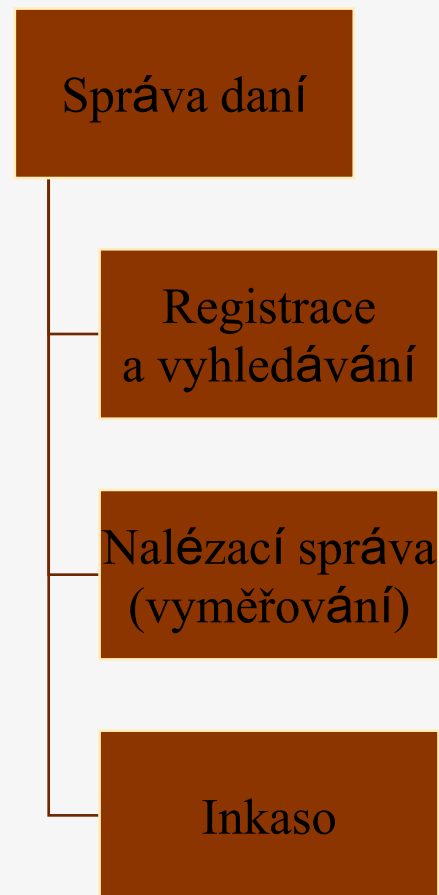 Správa daní
Registrace
a vyhledávání
Nalézací správa
(vyměřování)
Inkaso